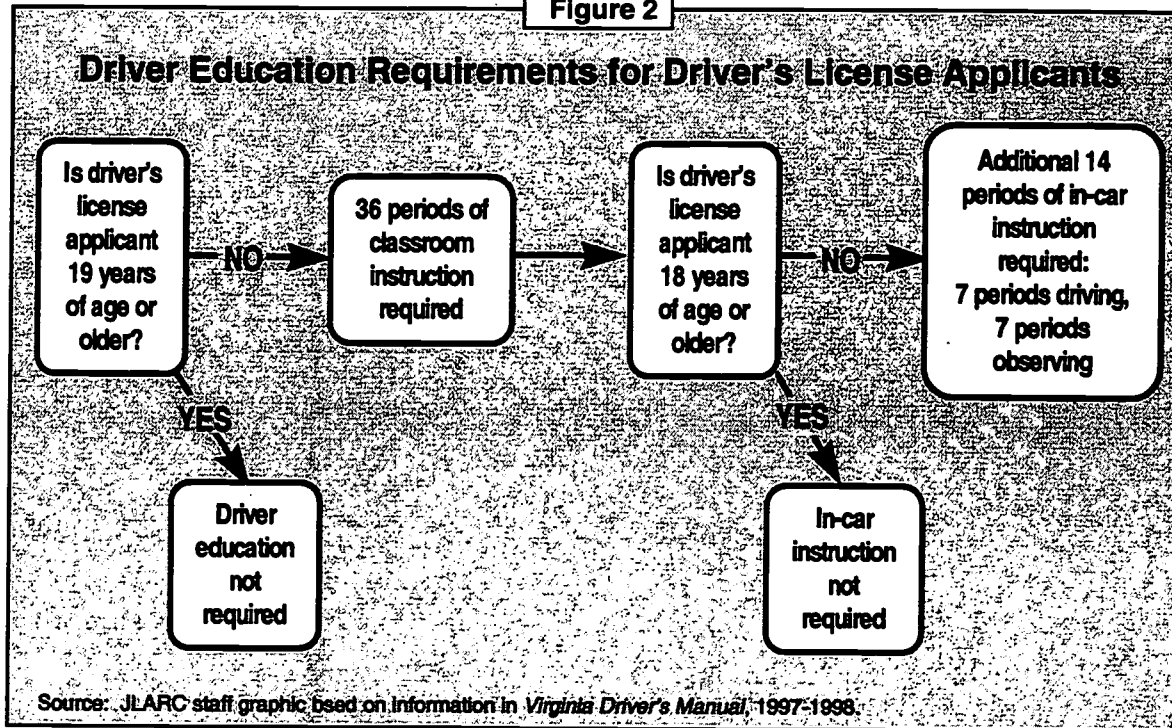 Figure 2
Driver Education Requirements for Driver's License Applicants
Is driver's
license
applicant
19 years
of age or
older?
NO
36 periods of
classroom
instruction
required
Is driver's
license
applicant
18 years
of age or
older?
NO
Additional 14
periods of in-car
instruction
required:
7 periods driving,
7 periods
observing
YES
YES
Driver
education
not
required
In-car
instruction
not
required
Source: JLARC staff graphic bsed on information in Virginia Driver's Manual, 1997-1998.